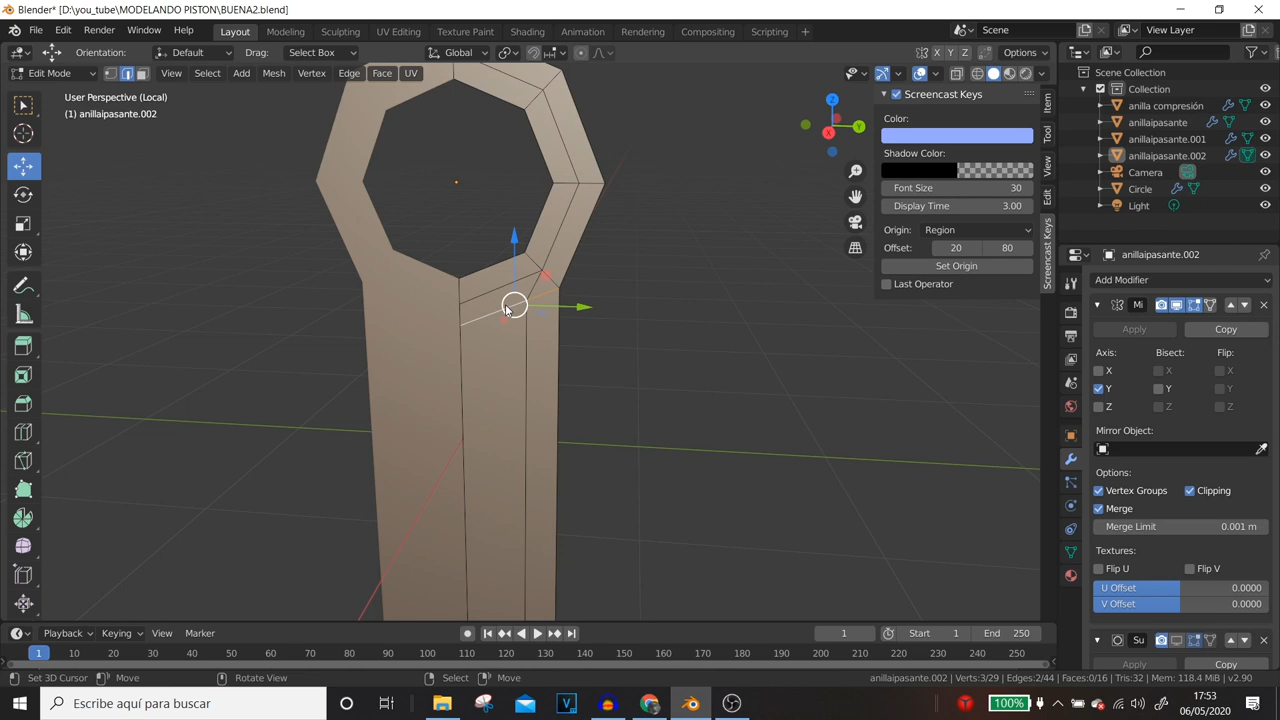 Blender* [D:\you_tube\MODELANDO PISTON\BUENA2.blend]
File Edit Render Window Help Layout Modeling Sculpting UV Editing Texture Paint Shading Animation Rendering Compositing Scripting + Scene View Layer
Orientation: Default Drag: Select Box Global X Y Z Options
Edit Mode View Select Add Mesh Vertex Edge Face UV
User Perspective (Local)
(1) anillaipasante.002
Z
Y
X
Screencast Keys
Color:
Shadow Color:
Font Size 30
Display Time 3.00
Origin: Region
Offset: 20 80
Set Origin
Last Operator
Item
Tool
View
Edit
Screencast Keys
Scene Collection
Collection
anilla compresión
anillaipasante
anillaipasante.001
anillaipasante.002
Camera
Circle
Light
anillaipasante.002
Add Modifier
Mi
Apply Copy
Axis: Bisect: Flip:
X X X
Y Y Y
Z Z Z
Mirror Object:
Options:
Vertex Groups Clipping
Merge
Merge Limit 0.001 m
Textures:
Flip U Flip V
U Offset 0.0000
V Offset 0.0000
Su
Apply Copy
Playback Keying View Marker 1 Start 1 End 250
1 10 20 30 40 50 60 70 80 90 100 110 120 130 140 150 160 170 180 190 200 210 220 230 240 250
Set 3D Cursor Move Rotate View Select Move anillaipasante.002 | Verts:3/29 | Edges:2/44 | Faces:0/16 | Tris:32 | Mem: 118.4 MiB | v2.90
Escribe aquí para buscar 100% ESP 17:53
06/05/2020